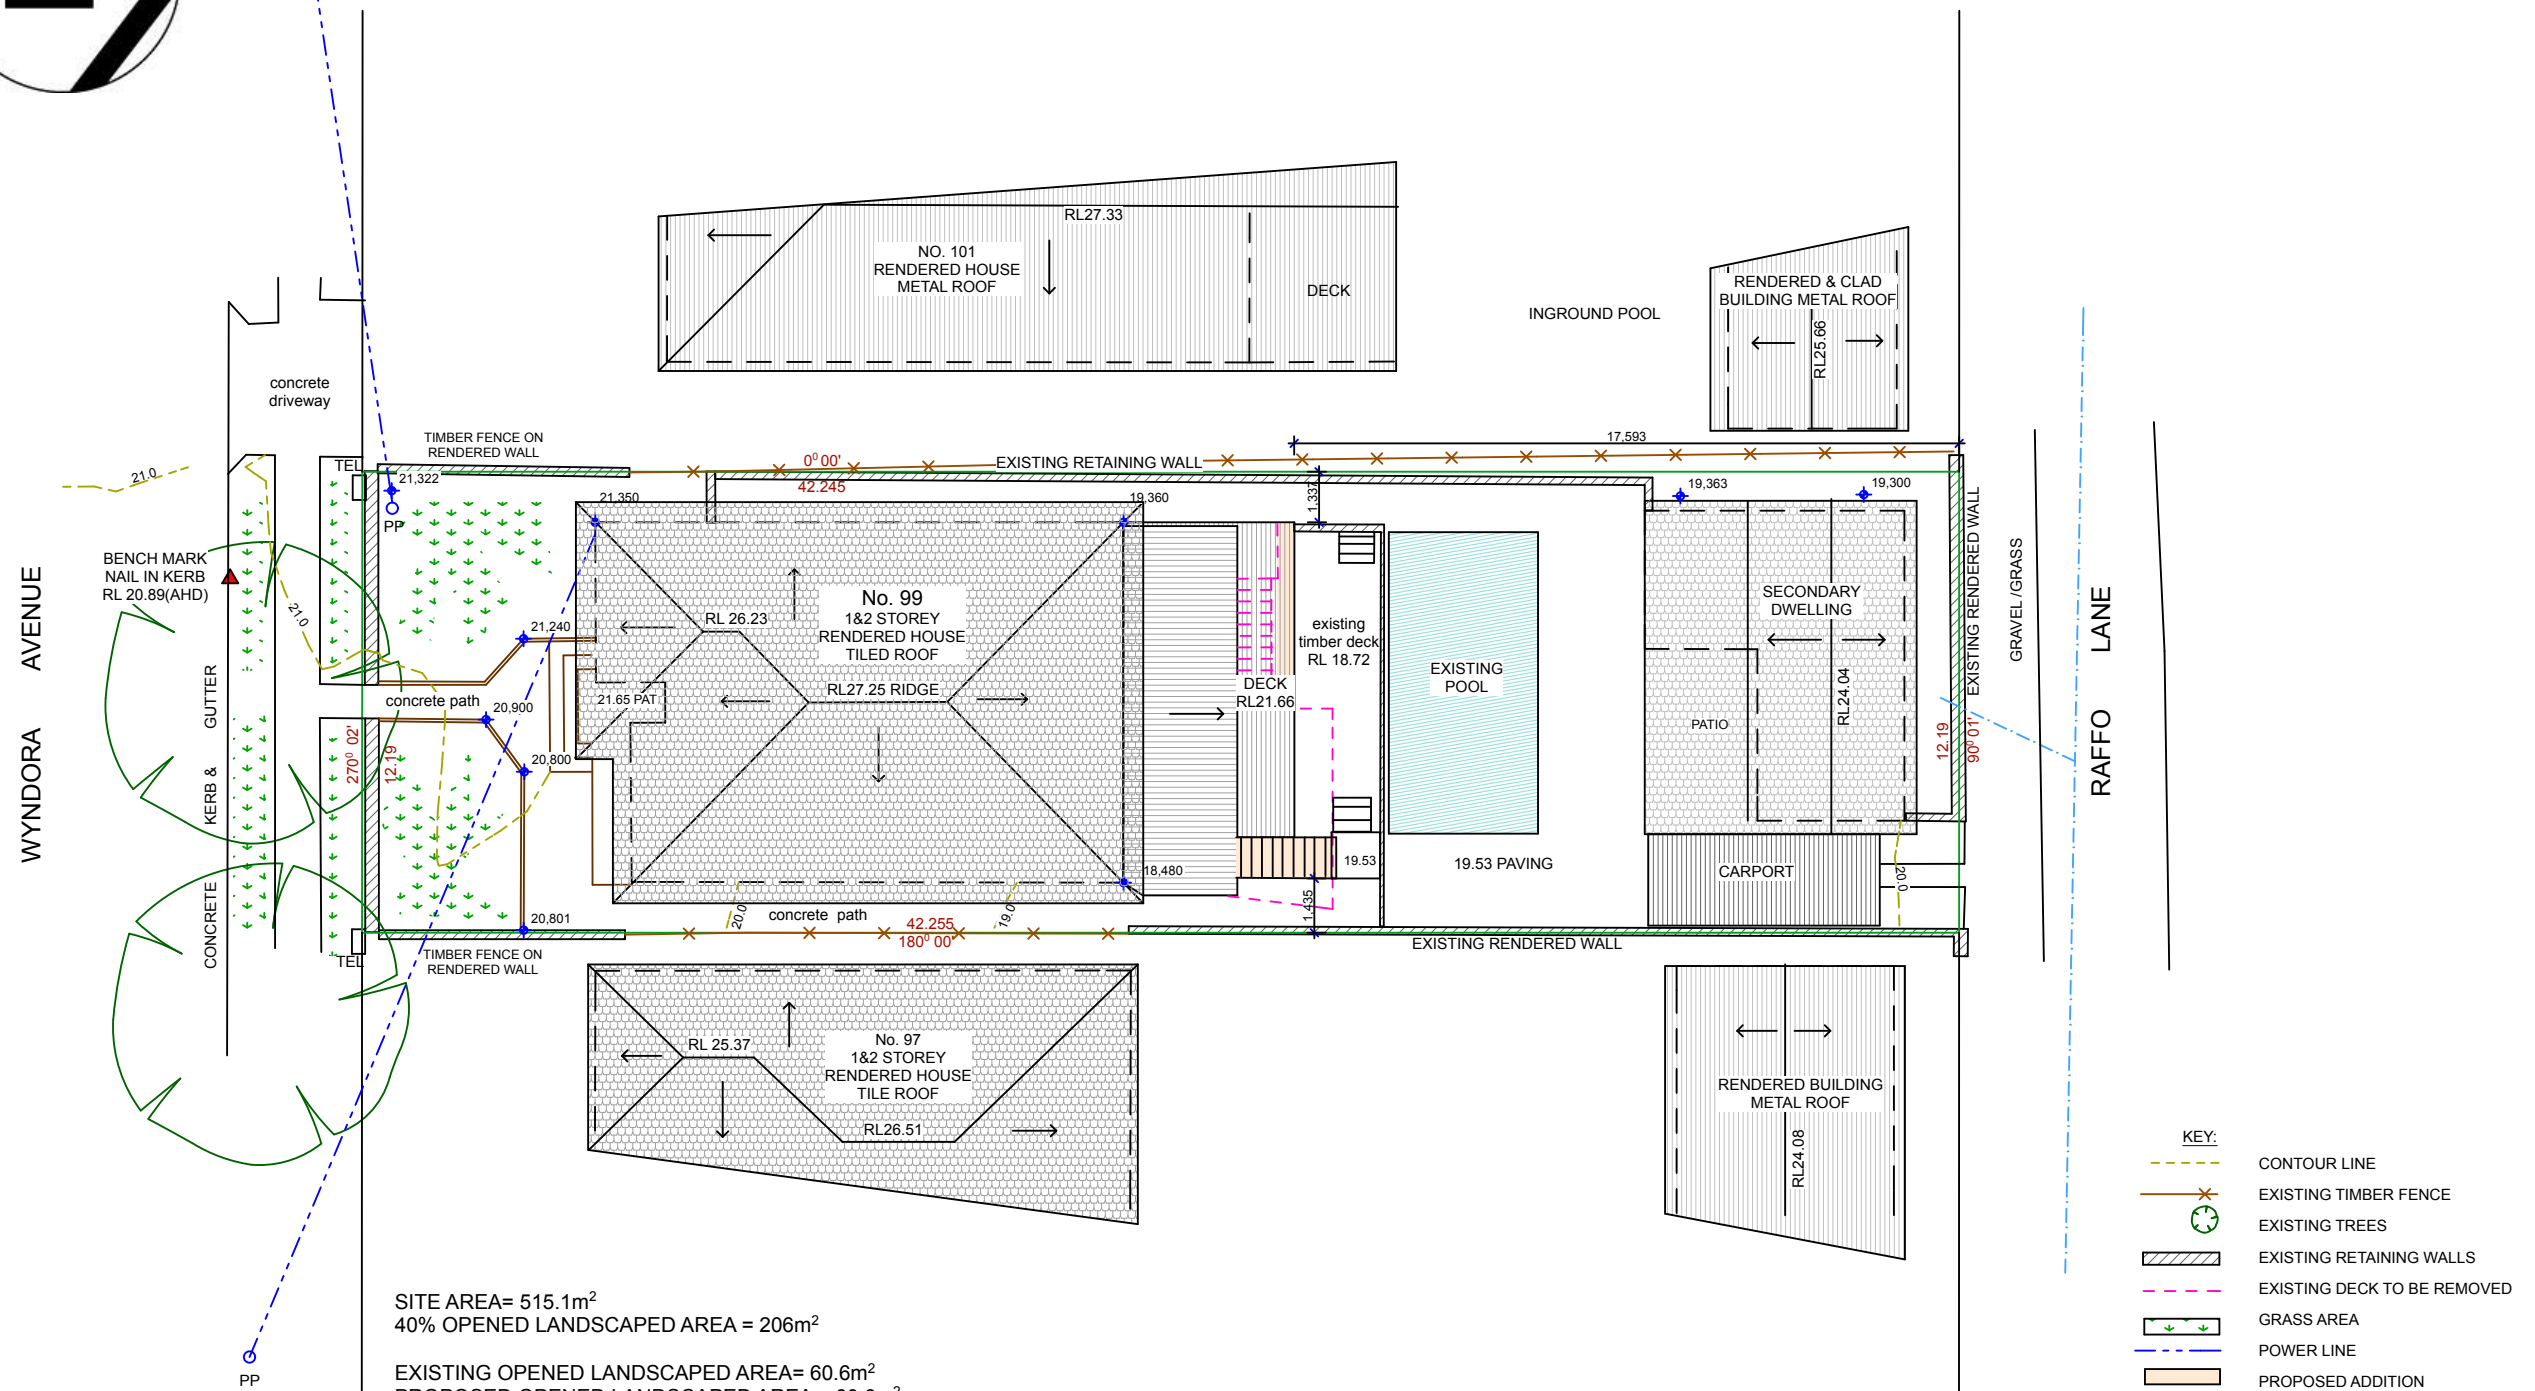 RL27.33
NO. 101
RENDERED HOUSE
METAL ROOF
DECK
INGROUND POOL
RENDERED & CLAD
BUILDING METAL ROOF
RL25.66
concrete
driveway
TIMBER FENCE ON
RENDERED WALL
TEL
21,322
PP
21.0
0⁰ 00'
42.245
EXISTING RETAINING WALL
17,593
1,337
21,350
19,360
19,363
19,300
BENCH MARK
NAIL IN KERB
RL 20.89(AHD)
21.0
WYNDORA AVENUE
CONCRETE KERB & GUTTER
21,240
concrete path
20,900
20,800
20,801
270⁰ 02'
12.19
RL 26.23
No. 99
1&2 STOREY
RENDERED HOUSE
TILED ROOF
21.65 PAT
RL27.25 RIDGE
DECK
RL21.66
existing
timber deck
RL 18.72
EXISTING
POOL
SECONDARY
DWELLING
RL24.04
PATIO
EXISTING RENDERED WALL
12.19
90⁰ 01'
GRAVEL /GRASS
RAFFO LANE
18,480
19.53
19.53 PAVING
CARPORT
20.0
1,435
20.0
concrete path
19.0
42.255
180⁰ 00'
EXISTING RENDERED WALL
TEL
TIMBER FENCE ON
RENDERED WALL
RL 25.37
No. 97
1&2 STOREY
RENDERED HOUSE
TILE ROOF
RL26.51
RENDERED BUILDING
METAL ROOF
RL24.08
PP
SITE AREA= 515.1m²
40% OPENED LANDSCAPED AREA = 206m²
EXISTING OPENED LANDSCAPED AREA= 60.6m²
KEY:
CONTOUR LINE
EXISTING TIMBER FENCE
EXISTING TREES
EXISTING RETAINING WALLS
EXISTING DECK TO BE REMOVED
GRASS AREA
POWER LINE
PROPOSED ADDITION